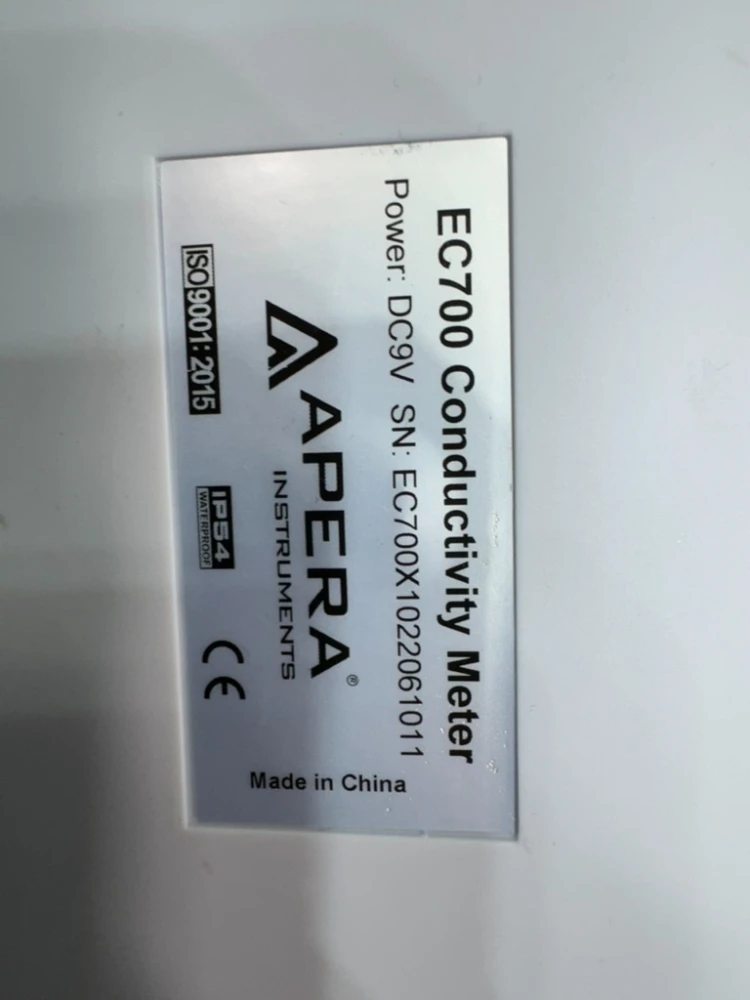 EC700 Conductivity Meter
Power: DC9V SN: EC700X1022061011
APERA®
INSTRUMENTS
ISO9001:2015
IP54
WATERPROOF
CE
Made in China